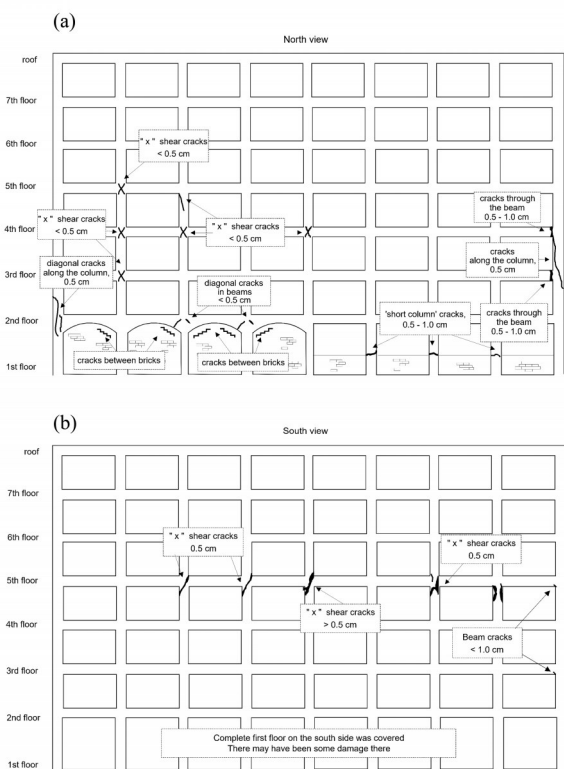 (a)
North view
roof
7th floor
6th floor
" x " shear cracks
< 0.5 cm
5th floor
cracks through
the beam
0.5 - 1.0 cm
" x " shear cracks
< 0.5 cm
" x " shear cracks
< 0.5 cm
4th floor
cracks
along the column,
0.5 cm
diagonal cracks
along the column,
0.5 cm
3rd floor
diagonal cracks
in beams
< 0.5 cm
'short column' cracks,
0.5 - 1.0 cm
cracks through
the beam
0.5 - 1.0 cm
2nd floor
cracks between bricks
cracks between bricks
1st floor
(b)
South view
roof
7th floor
6th floor
" x " shear cracks
0.5 cm
" x " shear cracks
0.5 cm
5th floor
" x " shear cracks
> 0.5 cm
4th floor
Beam cracks
< 1.0 cm
3rd floor
2nd floor
Complete first floor on the south side was covered
There may have been some damage there
1st floor